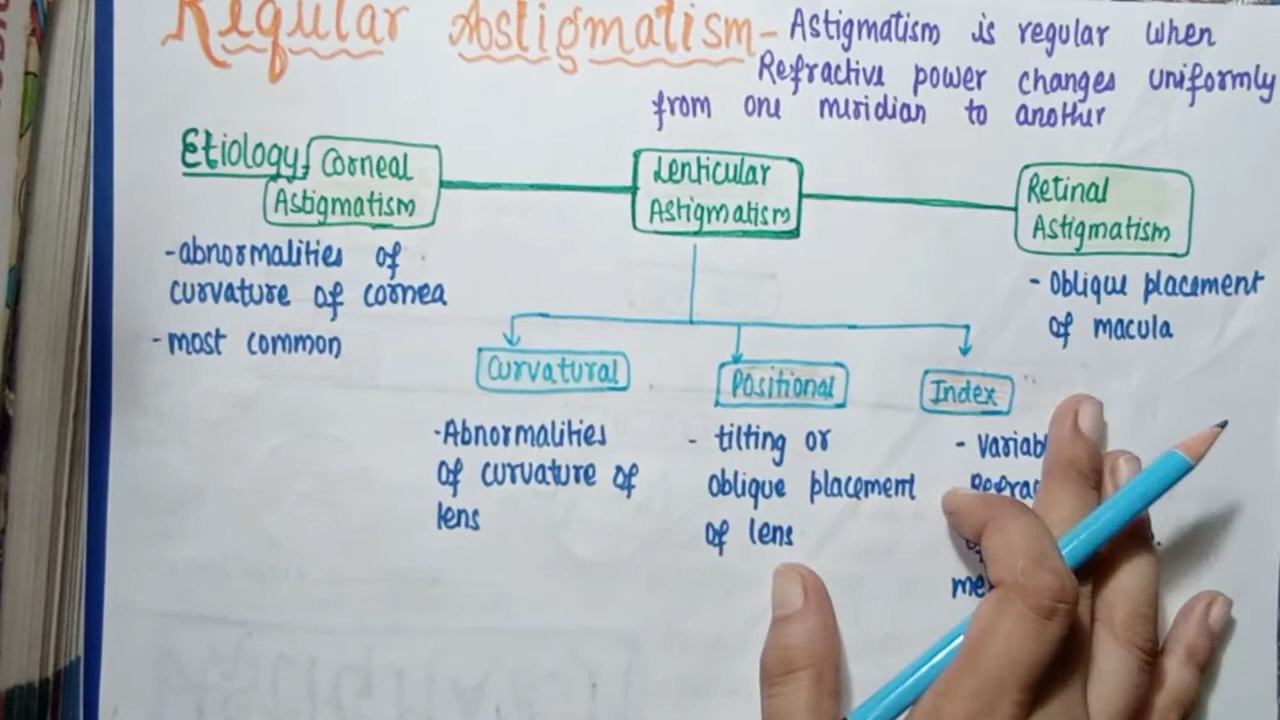 Regular Astigmatism - Astigmatism is regular when
Refractive power changes uniformly
from one meridian to another
Etiology
Corneal
Astigmatism
Lenticular
Astigmatism
Retinal
Astigmatism
- abnormalities of
curvature of cornea
- most common
- Oblique placement
of macula
Curvatural
Positional
Index
- Abnormalities
of curvature of
lens
- tilting or
oblique placement
of lens
-